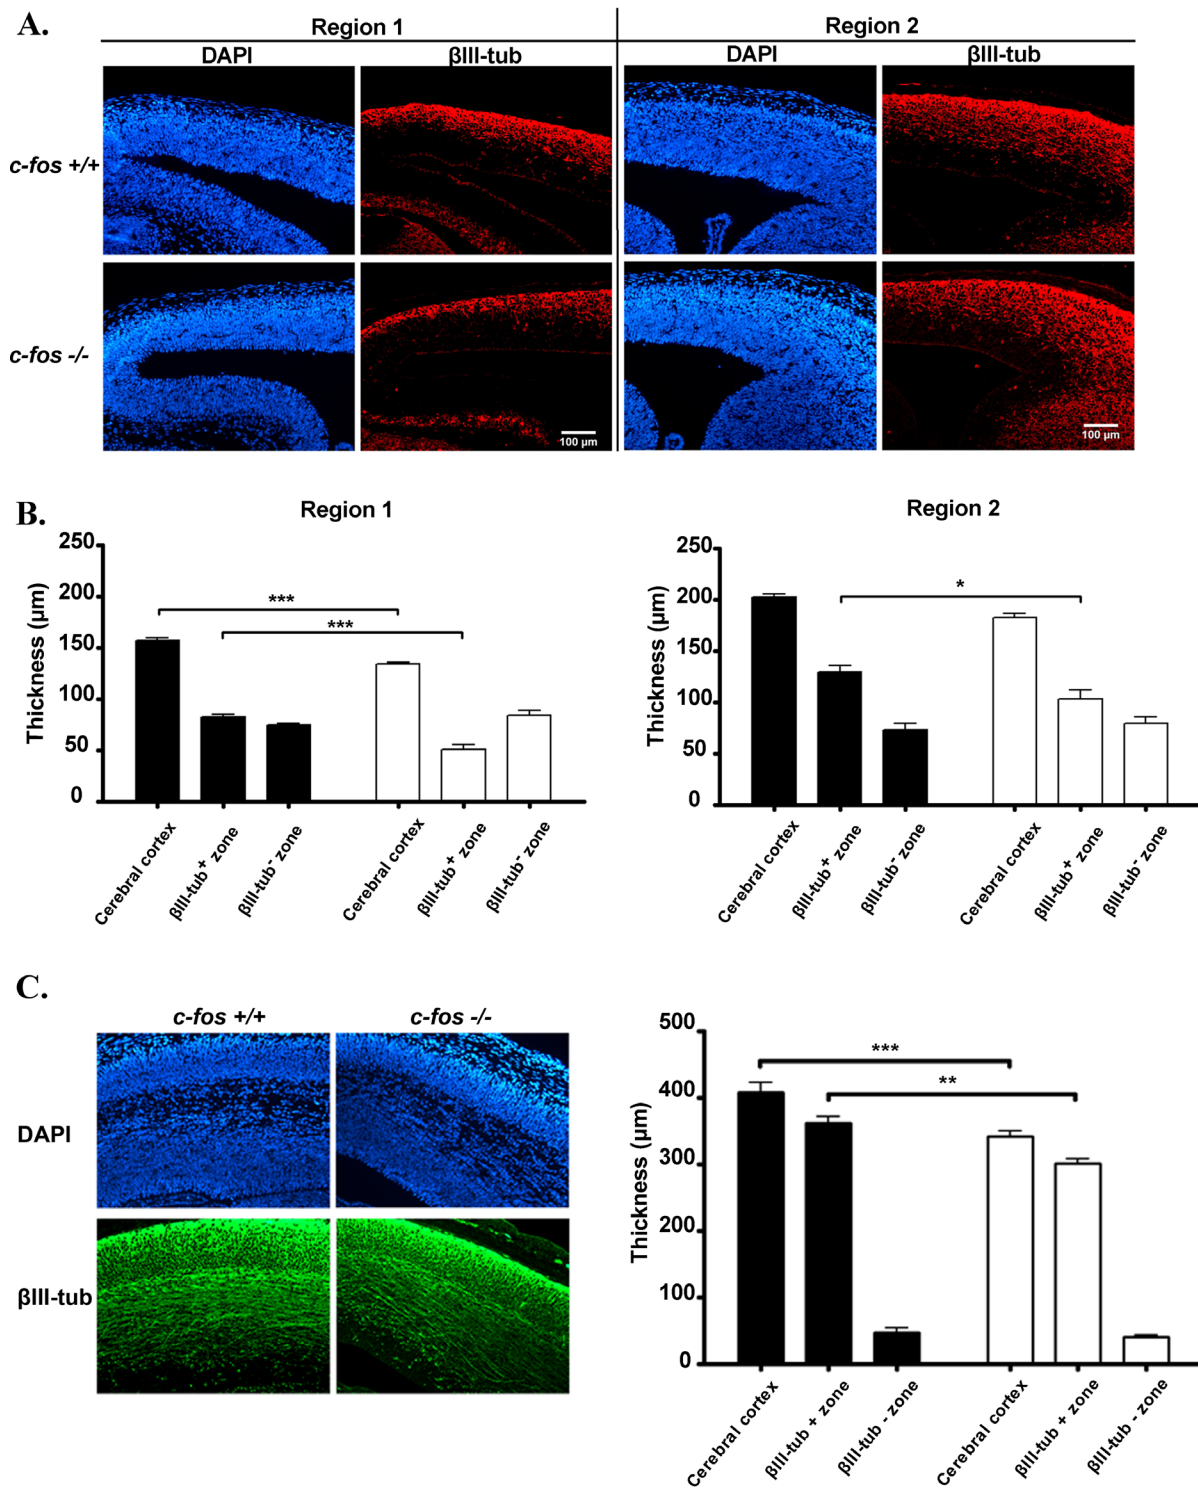 A.
Region 1
Region 2
DAPI
βIII-tub
DAPI
βIII-tub
c-fos +/+
c-fos -/-
100 µm
100 µm
B.
Region 1
Region 2
Thickness (µm)
250
200
150
100
50
0
***
***
Cerebral cortex
βIII-tub⁺ zone
βIII-tub⁻ zone
Cerebral cortex
βIII-tub⁺ zone
βIII-tub⁻ zone
Thickness (µm)
250
200
150
100
50
0
*
Cerebral cortex
βIII-tub⁺ zone
βIII-tub⁻ zone
Cerebral cortex
βIII-tub⁺ zone
βIII-tub⁻ zone
C.
c-fos +/+
c-fos -/-
DAPI
βIII-tub
Thickness (µm)
500
400
300
200
100
0
***
**
Cerebral cortex
βIII-tub + zone
βIII-tub - zone
Cerebral cortex
βIII-tub + zone
βIII-tub - zone